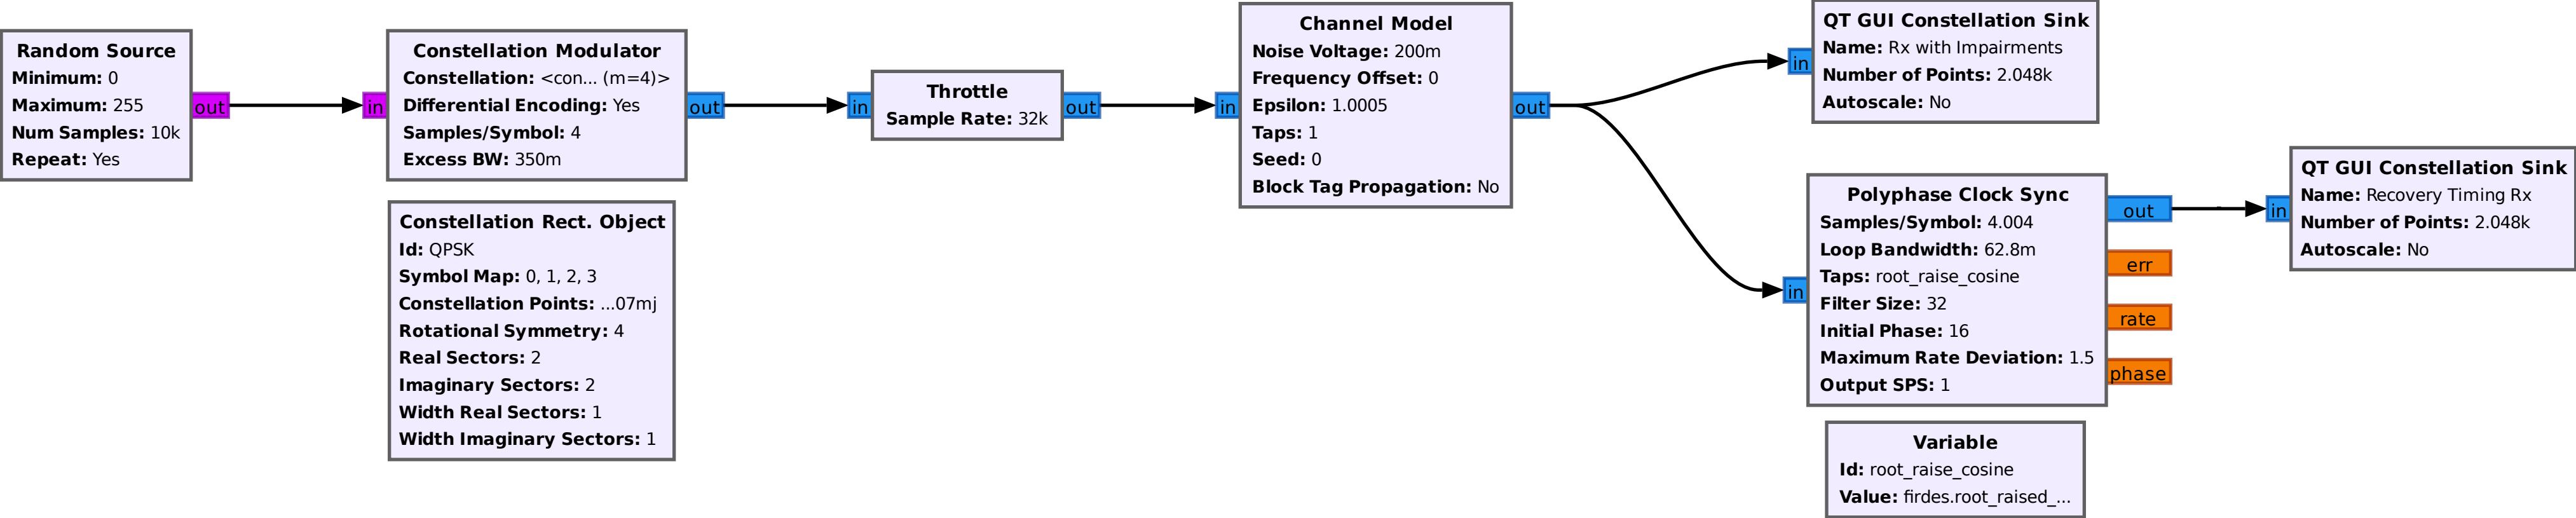 Random Source
Minimum: 0
Maximum: 255
Num Samples: 10k
Repeat: Yes
out
in
Constellation Modulator
Constellation: <con... (m=4)>
Differential Encoding: Yes
Samples/Symbol: 4
Excess BW: 350m
out
Constellation Rect. Object
Id: QPSK
Symbol Map: 0, 1, 2, 3
Constellation Points: ...07mj
Rotational Symmetry: 4
Real Sectors: 2
Imaginary Sectors: 2
Width Real Sectors: 1
Width Imaginary Sectors: 1
in
Throttle
Sample Rate: 32k
out
in
Channel Model
Noise Voltage: 200m
Frequency Offset: 0
Epsilon: 1.0005
Taps: 1
Seed: 0
Block Tag Propagation: No
out
in
QT GUI Constellation Sink
Name: Rx with Impairments
Number of Points: 2.048k
Autoscale: No
in
Polyphase Clock Sync
Samples/Symbol: 4.004
Loop Bandwidth: 62.8m
Taps: root_raise_cosine
Filter Size: 32
Initial Phase: 16
Maximum Rate Deviation: 1.5
Output SPS: 1
out
err
rate
phase
in
QT GUI Constellation Sink
Name: Recovery Timing Rx
Number of Points: 2.048k
Autoscale: No
Variable
Id: root_raise_cosine
Value: firdes.root_raised_...